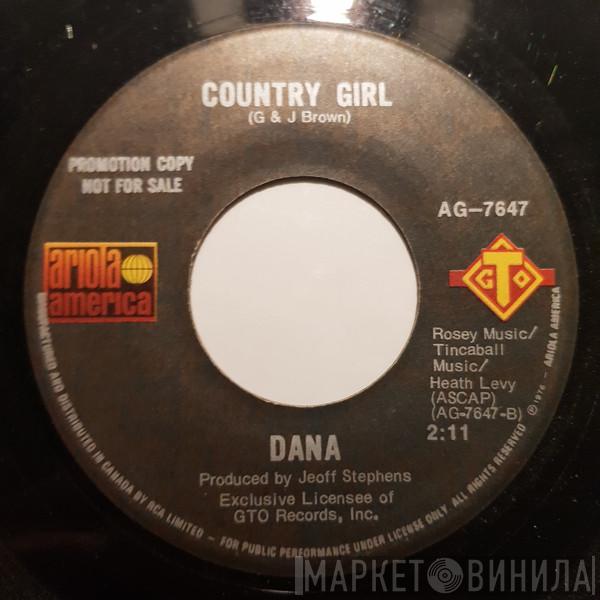 COUNTRY GIRL
(G & J Brown)
PROMOTION COPY
NOT FOR SALE
AG-7647
ariola
america
GTO
Rosey Music/
Tincaball
Music/
Heath Levy
(ASCAP)
(AG-7647-B)
2:11
DANA
Produced by Jeoff Stephens
Exclusive Licensee of
GTO Records, Inc.
MANUFACTURED AND DISTRIBUTED IN CANADA BY RCA LIMITED – FOR PUBLIC PERFORMANCE UNDER LICENSE ONLY. ALL RIGHTS RESERVED ℗ 1976 - ARIOLA AMERICA
МАРКЕТ ВИНИЛА